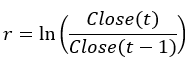 r = ln(Close(t)/Close(t − 1))